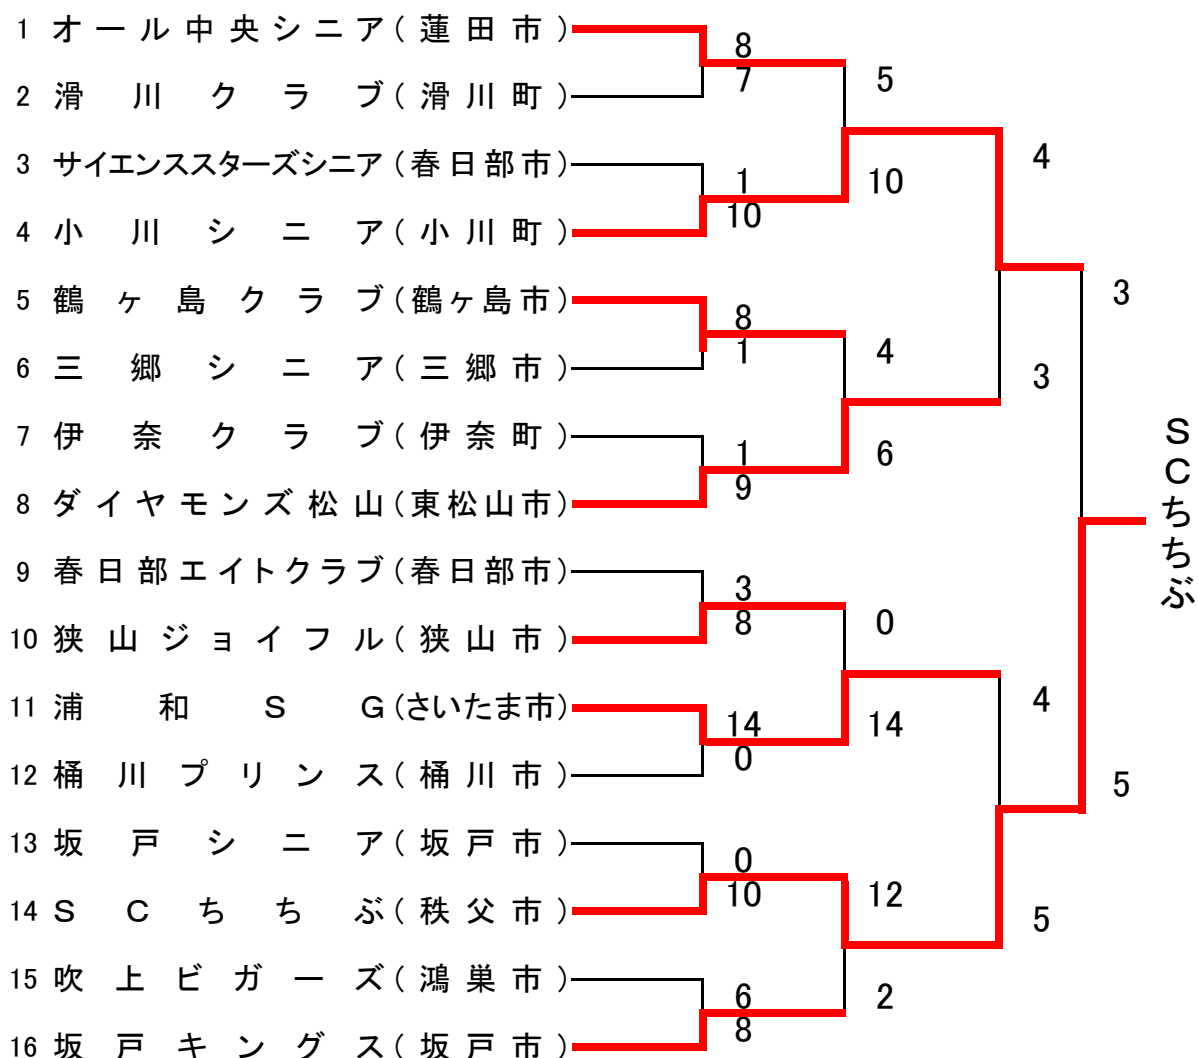 1 オール中央シニア(蓮田市)
2 滑川クラブ(滑川町)
3 サイエンススターズシニア(春日部市)
4 小川シニア(小川町)
5 鶴ヶ島クラブ(鶴ヶ島市)
6 三郷シニア(三郷市)
7 伊奈クラブ(伊奈町)
8 ダイヤモンズ松山(東松山市)
9 春日部エイトクラブ(春日部市)
10 狭山ジョイフル(狭山市)
11 浦和SG(さいたま市)
12 桶川プリンス(桶川市)
13 坂戸シニア(坂戸市)
14 SCちちぶ(秩父市)
15 吹上ビガーズ(鴻巣市)
16 坂戸キングス(坂戸市)
8
7
1
10
8
1
1
9
3
8
14
0
0
10
6
8
5
10
4
6
0
14
12
2
4
3
4
5
3
5
SCちちぶ